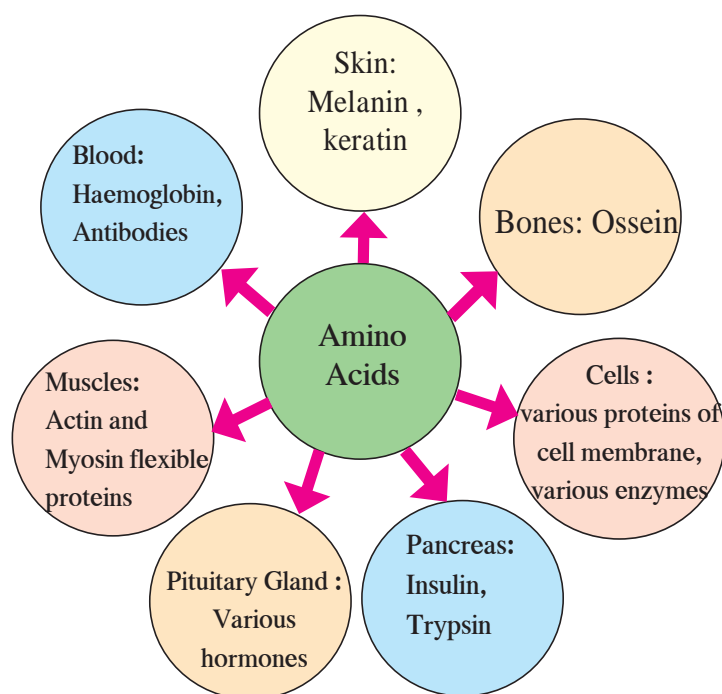 Skin:
Melanin ,
keratin
Blood:
Haemoglobin,
Antibodies
Bones: Ossein
Amino
Acids
Muscles:
Actin and
Myosin flexible
proteins
Cells :
various proteins of
cell membrane,
various enzymes
Pituitary Gland :
Various
hormones
Pancreas:
Insulin,
Trypsin